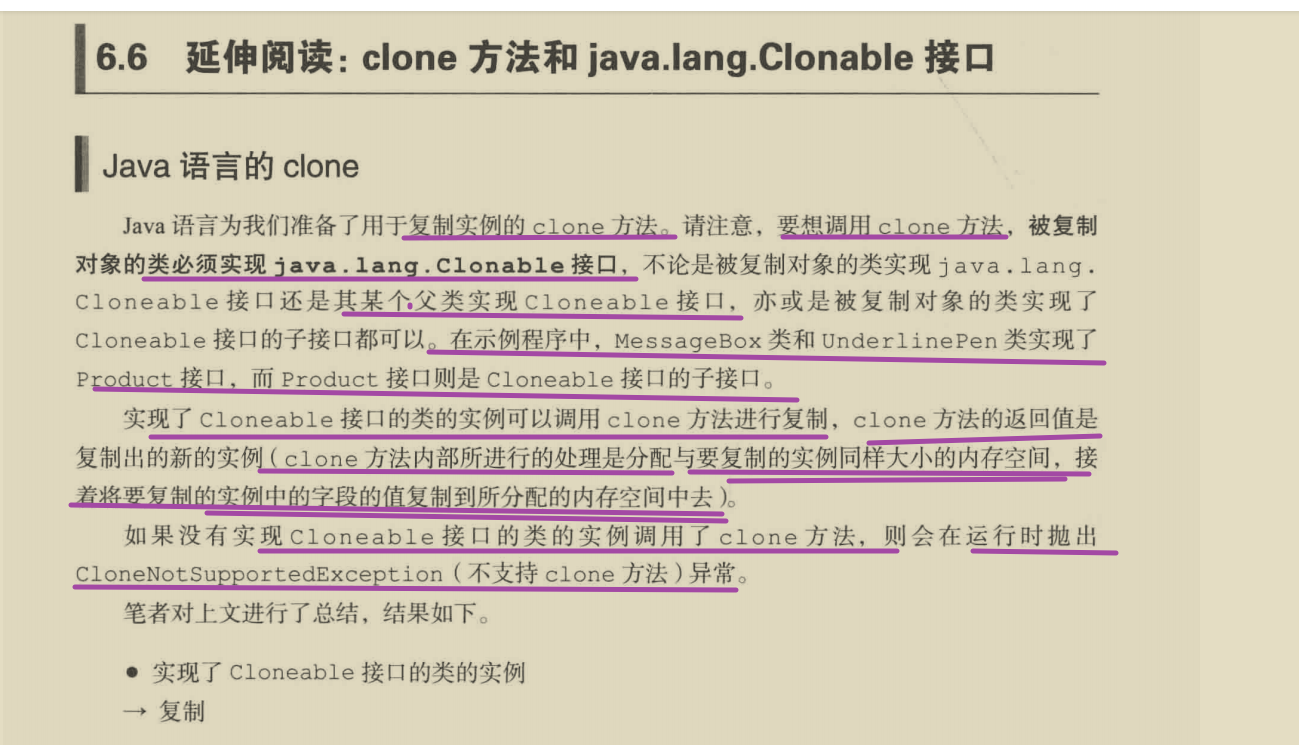 6.6 延伸阅读：clone 方法和 java.lang.Clonable 接口
Java 语言的 clone
Java 语言为我们准备了用于复制实例的 clone 方法。请注意，要想调用 clone 方法，被复制
对象的类必须实现 java.lang.Clonable 接口，不论是被复制对象的类实现 java.lang.
Cloneable 接口还是其某个父类实现 Cloneable 接口，亦或是被复制对象的类实现了
Cloneable 接口的子接口都可以。在示例程序中，MessageBox 类和 UnderlinePen 类实现了
Product 接口，而 Product 接口则是 Cloneable 接口的子接口。
实现了 Cloneable 接口的类的实例可以调用 clone 方法进行复制，clone 方法的返回值是
复制出的新的实例（clone 方法内部所进行的处理是分配与要复制的实例同样大小的内存空间，接
着将要复制的实例中的字段的值复制到所分配的内存空间中去）。
如果没有实现 Cloneable 接口的类的实例调用了 clone 方法，则会在运行时抛出
CloneNotSupportedException（不支持 clone 方法）异常。
笔者对上文进行了总结，结果如下。
● 实现了 Cloneable 接口的类的实例
→ 复制